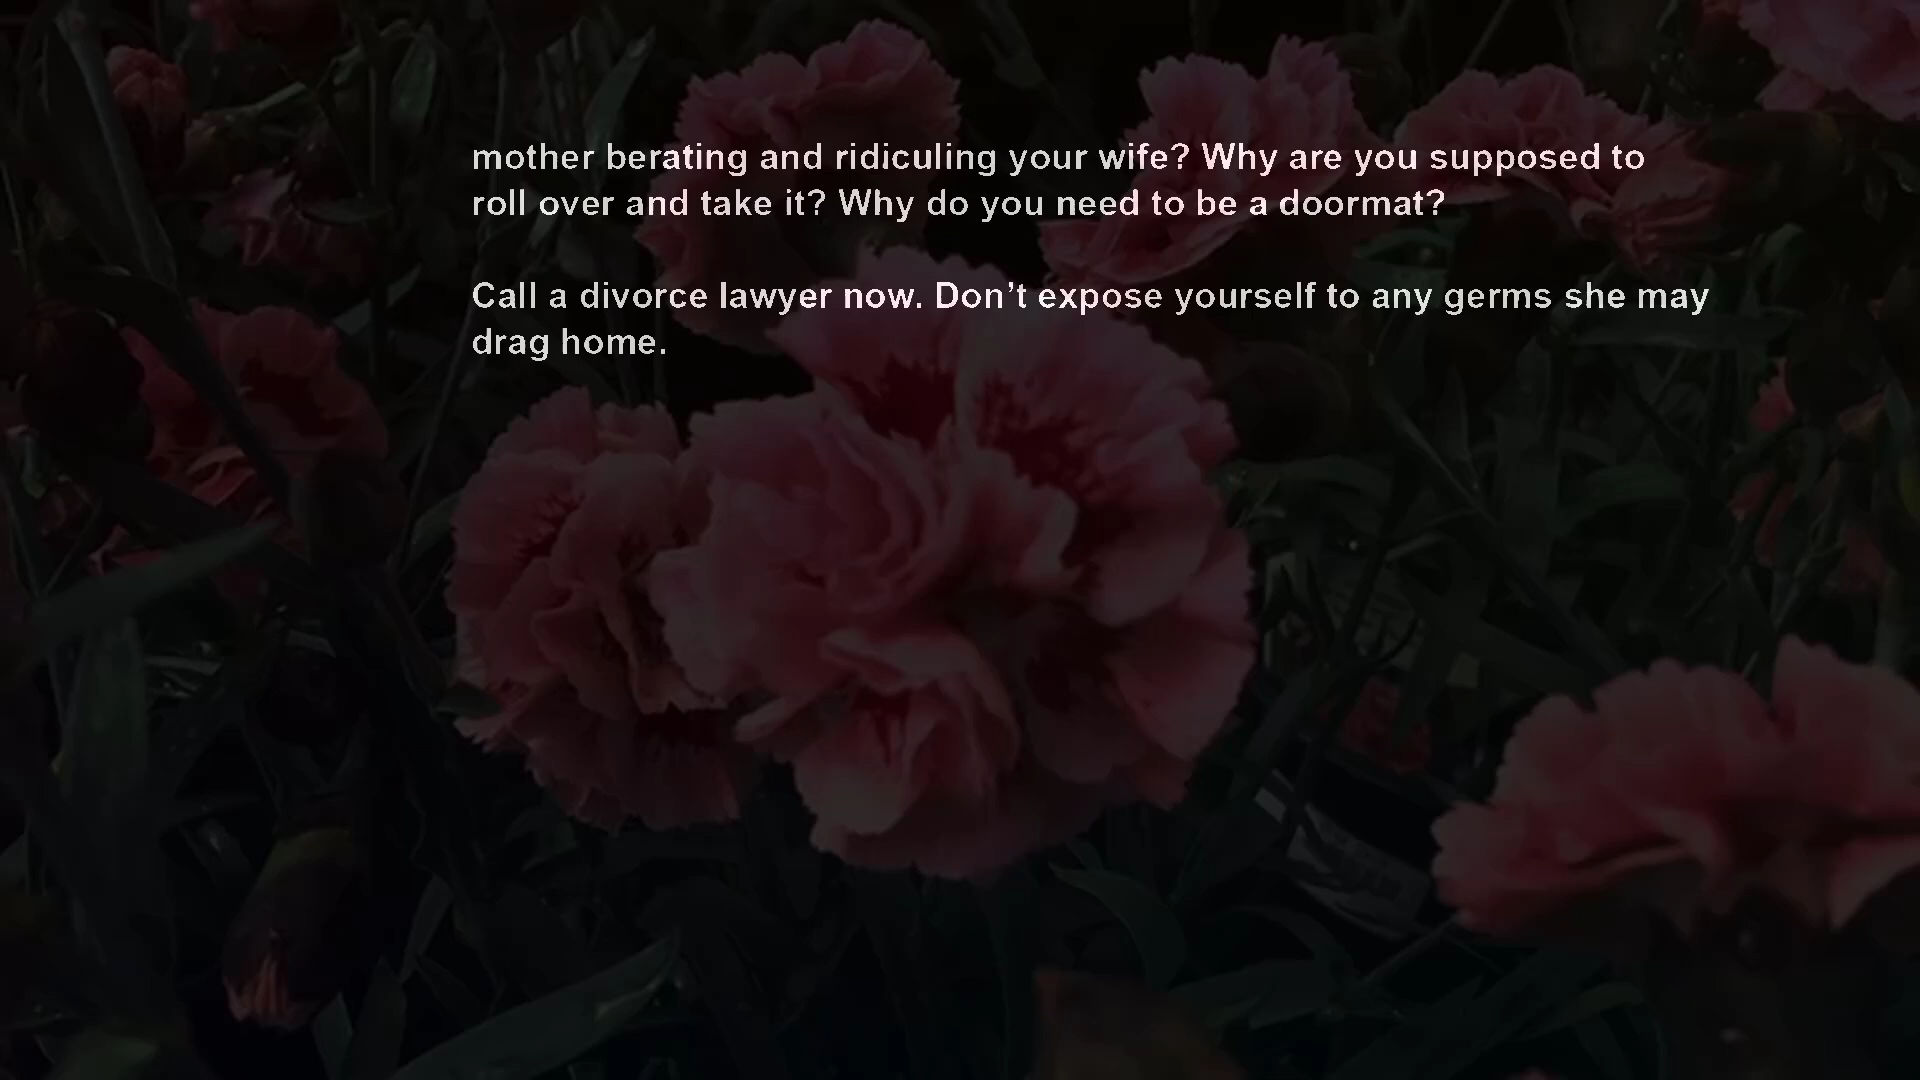 mother berating and ridiculing your wife? Why are you supposed to
roll over and take it? Why do you need to be a doormat?
Call a divorce lawyer now. Don’t expose yourself to any germs she may
drag home.